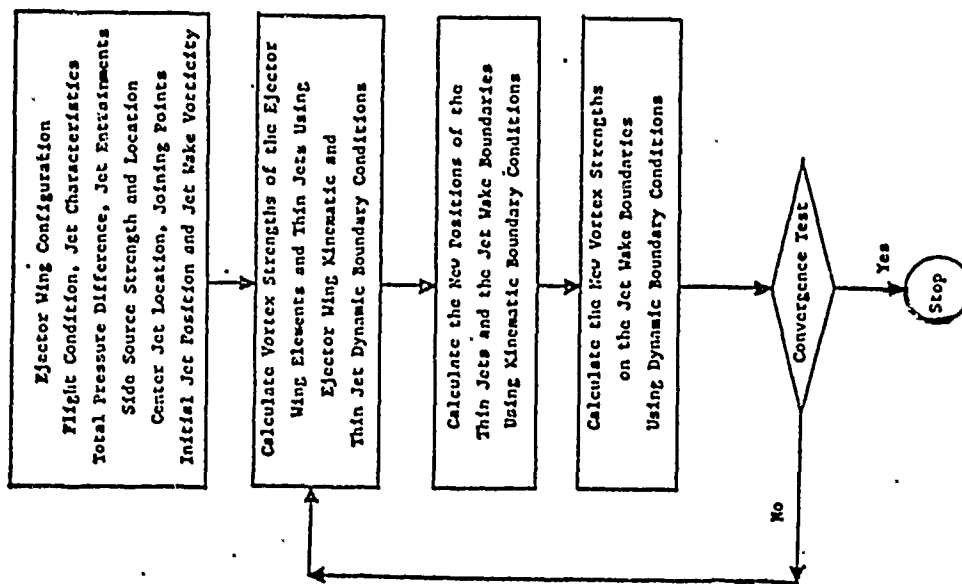 Ejector Wing Configuration
Flight Condition, Jet Characteristics
Total Pressure Difference, Jet Entrainments
Side Source Strength and Location
Center Jet Location, Joining Points
Initial Jet Position and Jet Wake Vorticity
Calculate Vortex Strengths of the Ejector
Wing Elements and Thin Jets Using
Ejector Wing Kinematic and
Thin Jet Dynamic Boundary Conditions
Calculate the New Positions of the
Thin Jets and the Jet Wake Boundaries
Using Kinematic Boundary Conditions
Calculate the New Vortex Strengths
on the Jet Wake Boundaries
Using Dynamic Boundary Conditions
Convergence Test
No
Yes
Stop